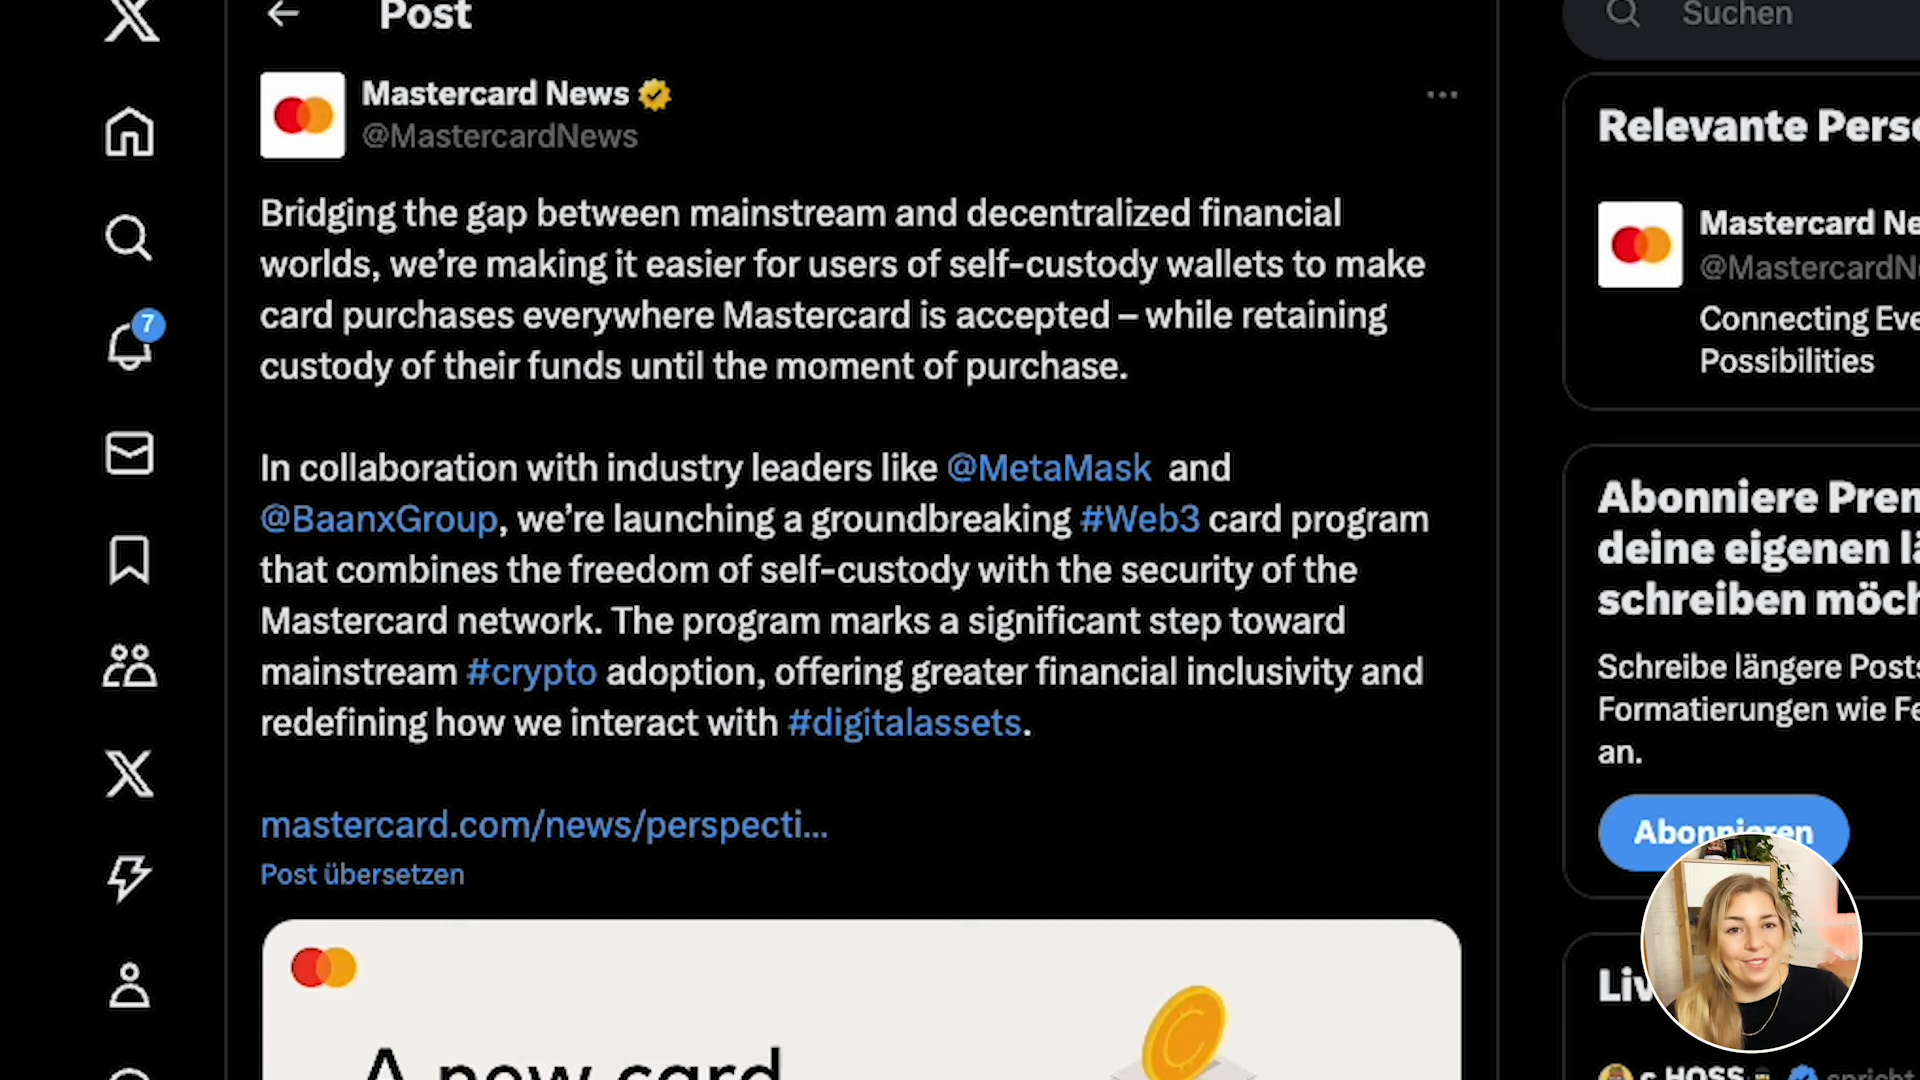 Post
Suchen
Mastercard News
@MastercardNews
Bridging the gap between mainstream and decentralized financial
worlds, we’re making it easier for users of self-custody wallets to make
card purchases everywhere Mastercard is accepted – while retaining
custody of their funds until the moment of purchase.
In collaboration with industry leaders like @MetaMask and
@BaanxGroup, we’re launching a groundbreaking #Web3 card program
that combines the freedom of self-custody with the security of the
Mastercard network. The program marks a significant step toward
mainstream #crypto adoption, offering greater financial inclusivity and
redefining how we interact with #digitalassets.
mastercard.com/news/perspecti...
Post übersetzen
A new card
7
Relevante Perso
Mastercard Ne
@MastercardN
Connecting Eve
Possibilities
Abonniere Prem
deine eigenen lä
schreiben möch
Schreibe längere Posts
Formatierungen wie Fe
an.
Abonnieren
Liv
HOSS
spricht